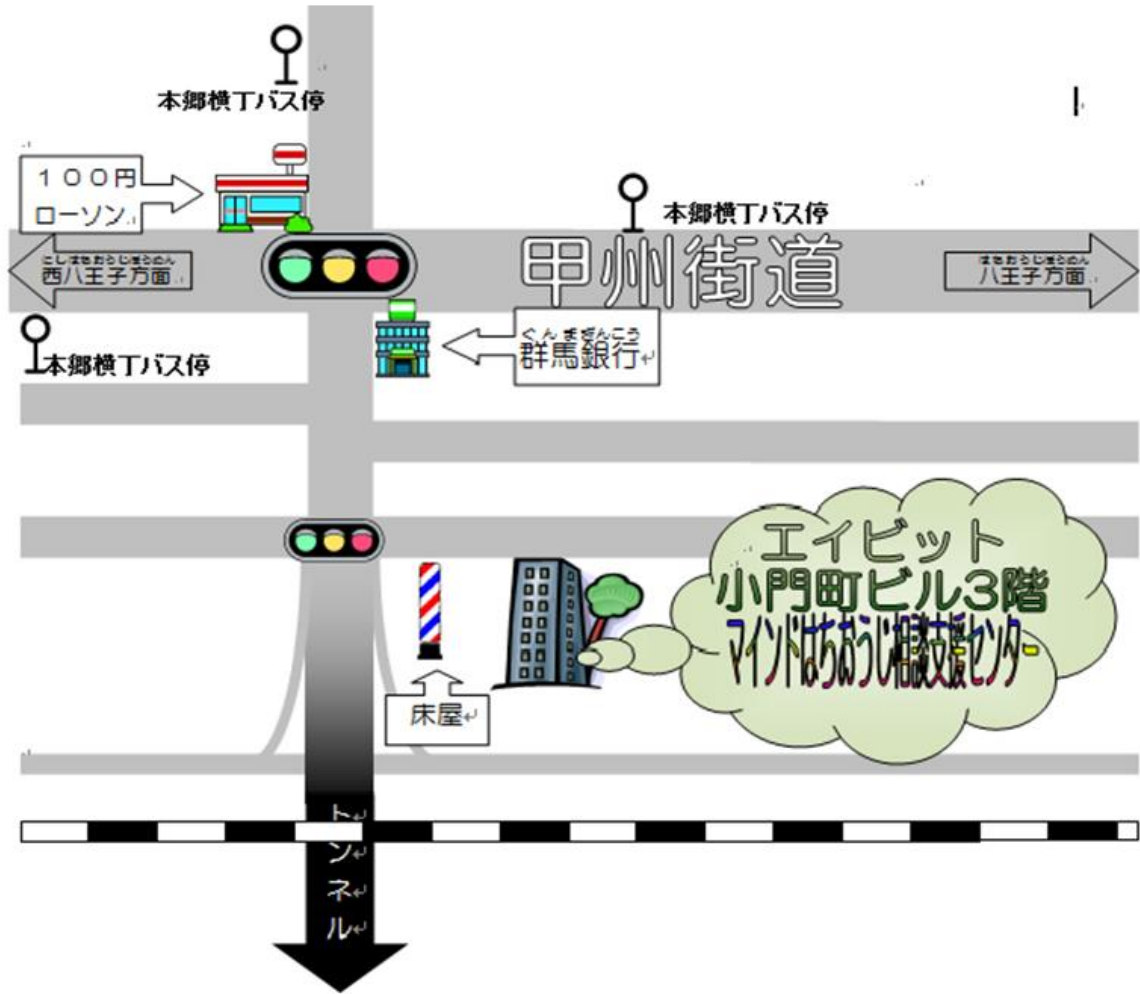 本郷横丁バス停
100円
ローソン
本郷横丁バス停
にしはちおうじほうめん
西八王子方面
甲州街道
はちおうじほうめん
八王子方面
本郷横丁バス停
ぐんまぎんこう
群馬銀行
エイビット
小門町ビル3階
マインドはちおうじ相談支援センター
床屋
トンネル